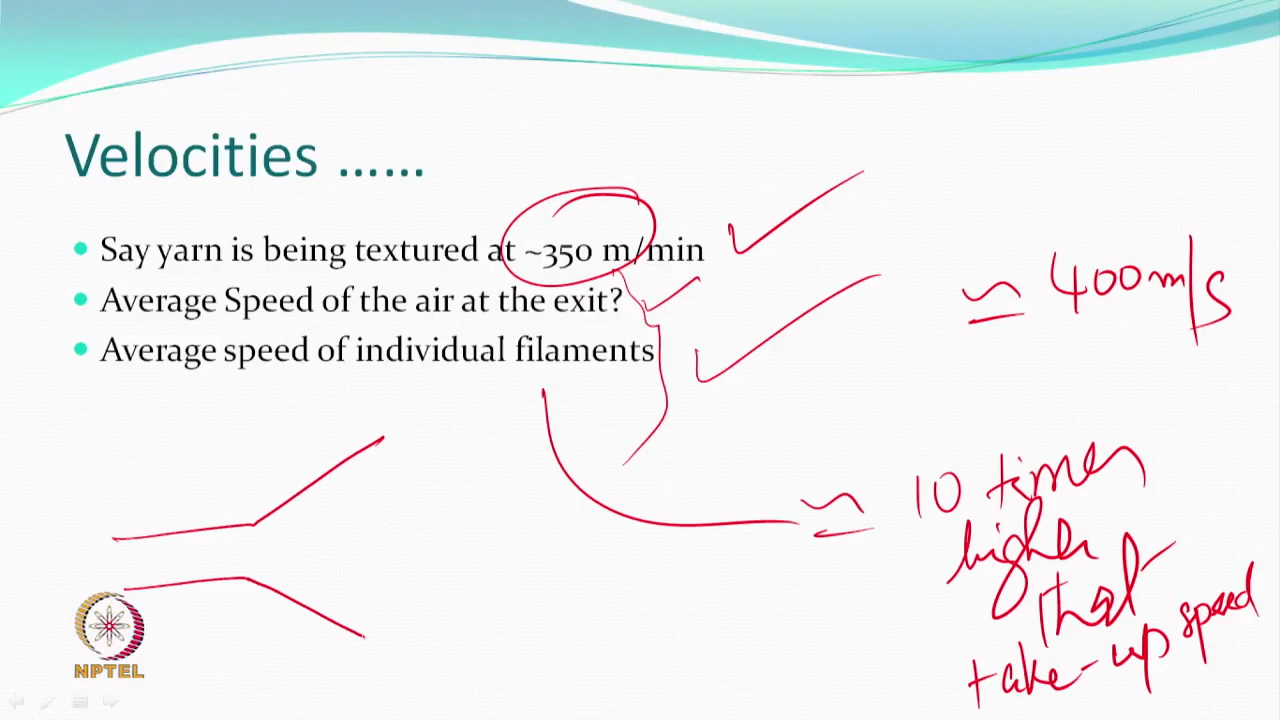 Velocities ……
Say yarn is being textured at ~350 m/min
Average Speed of the air at the exit?
Average speed of individual filaments
≃ 400 m/s
≃ 10 times
higher
that
take-up speed
NPTEL